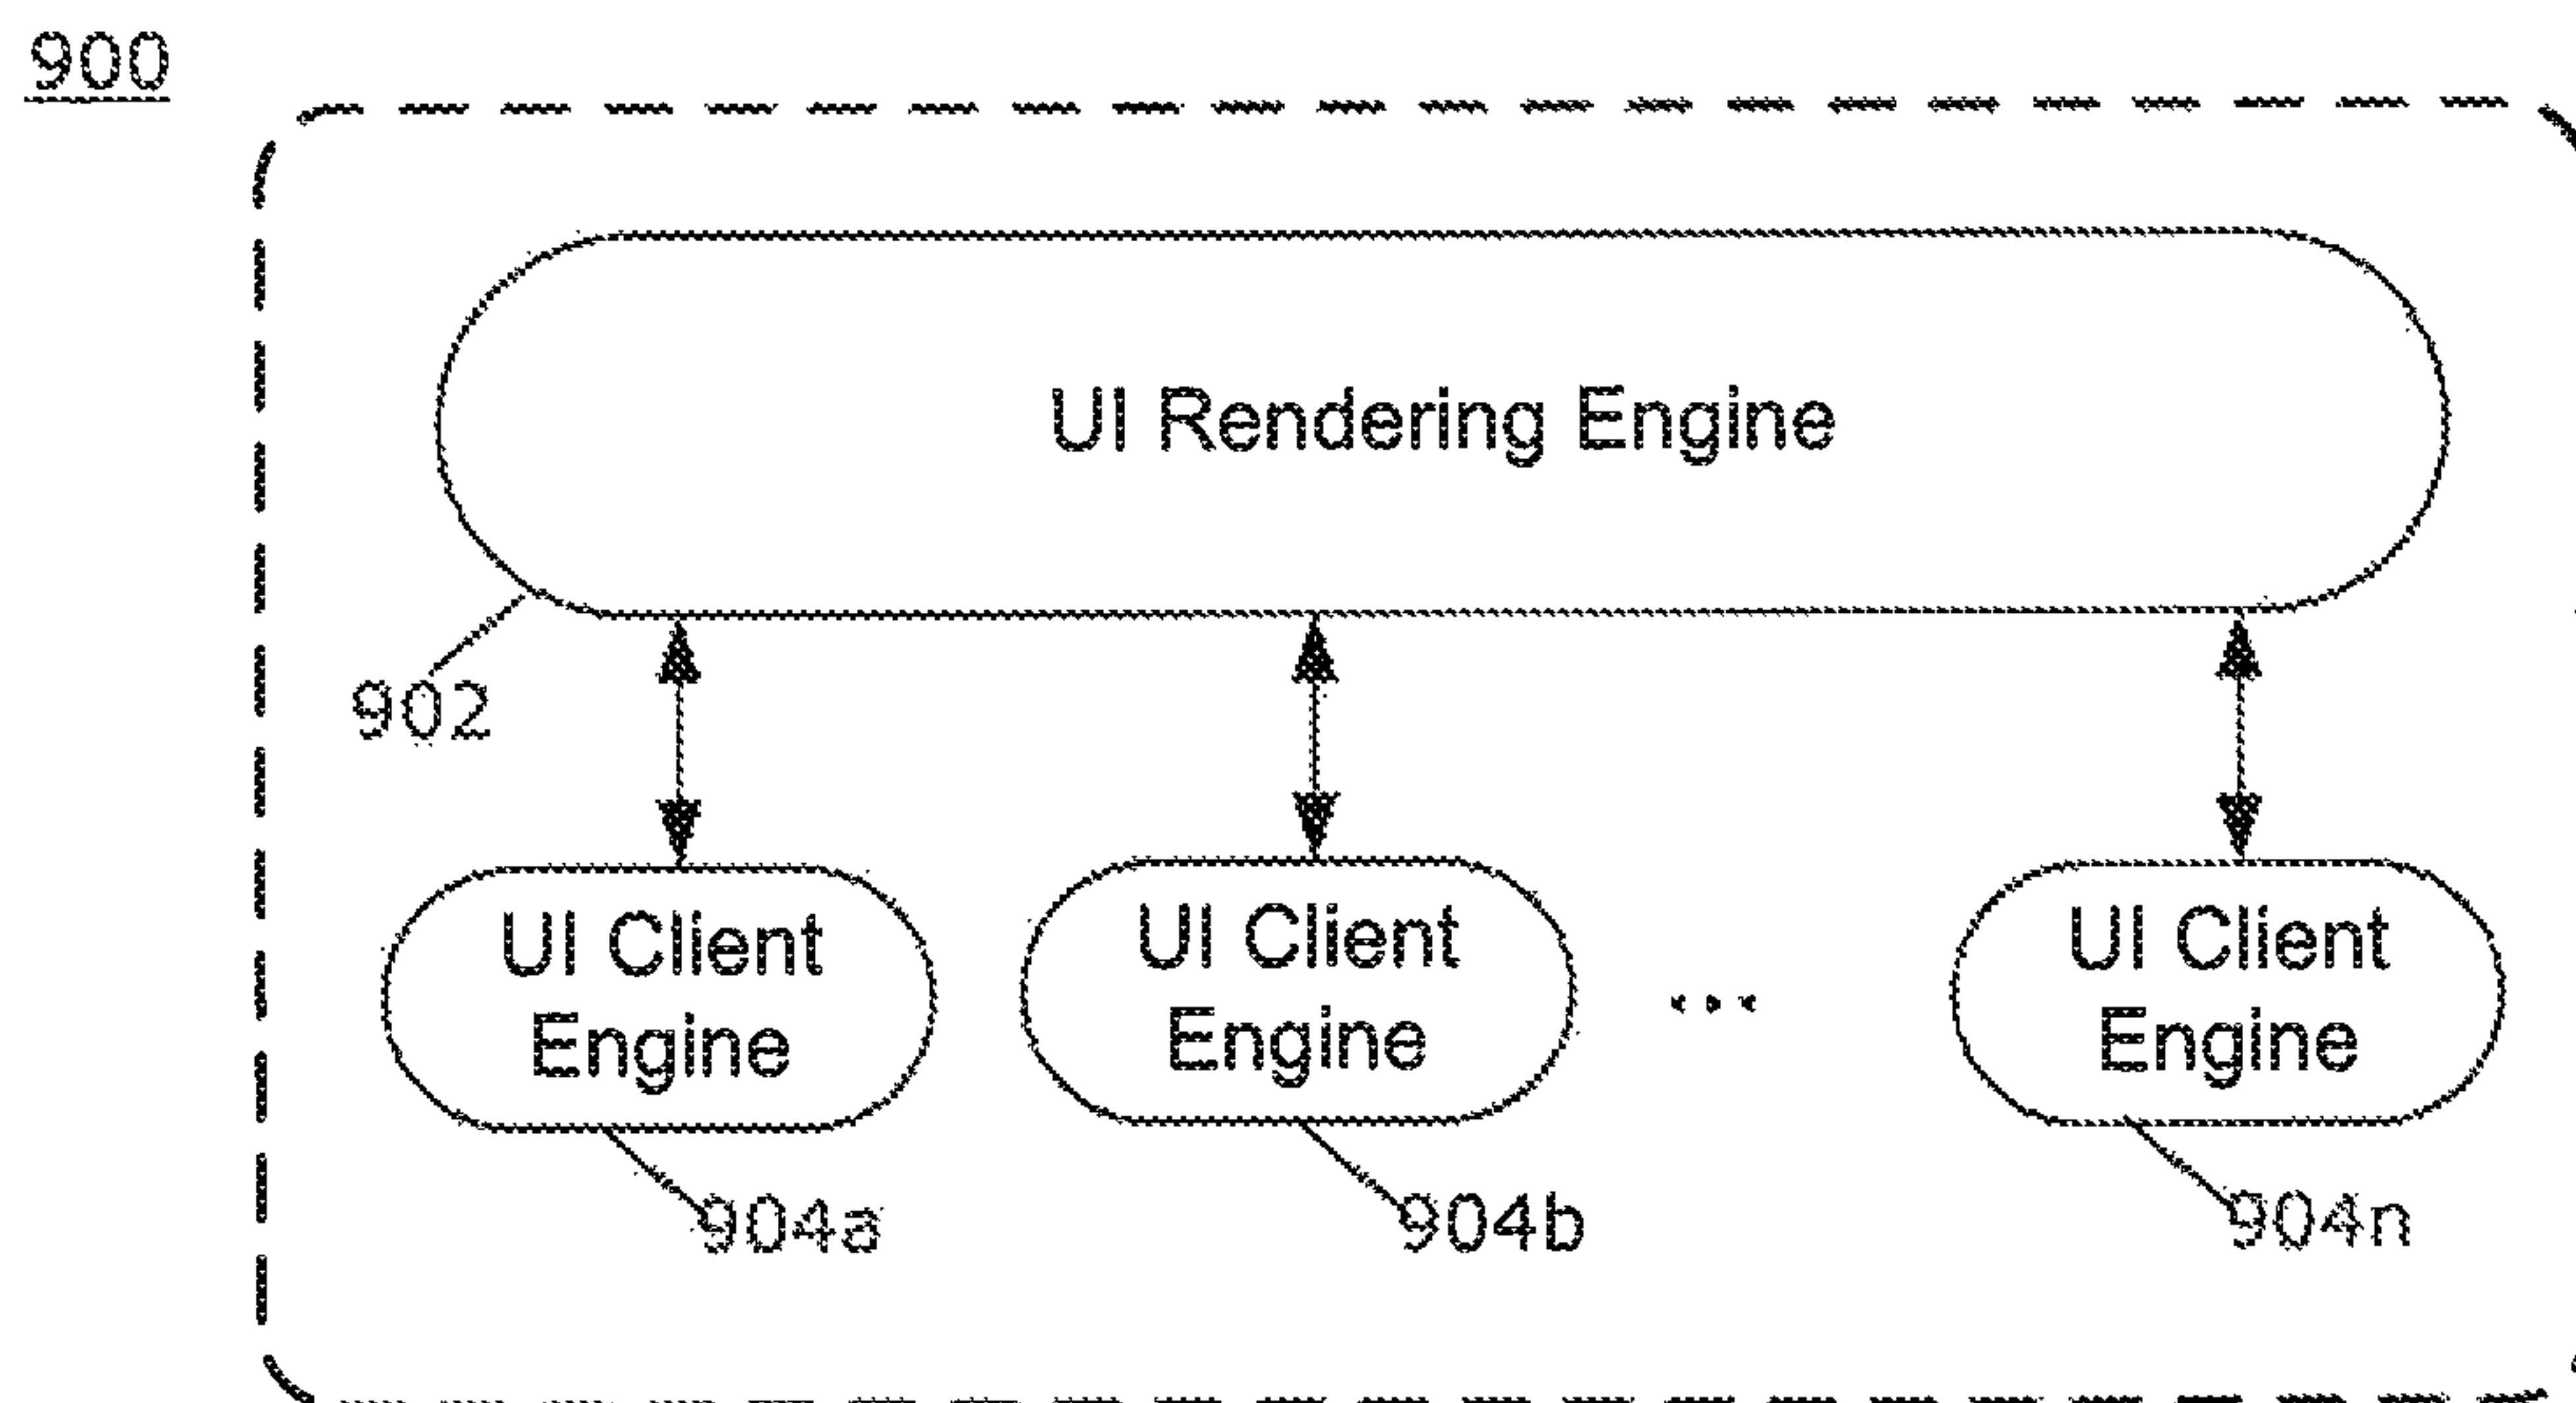 900
UI Rendering Engine
902
UI Client
Engine
UI Client
Engine
...
UI Client
Engine
904a
904b
904n